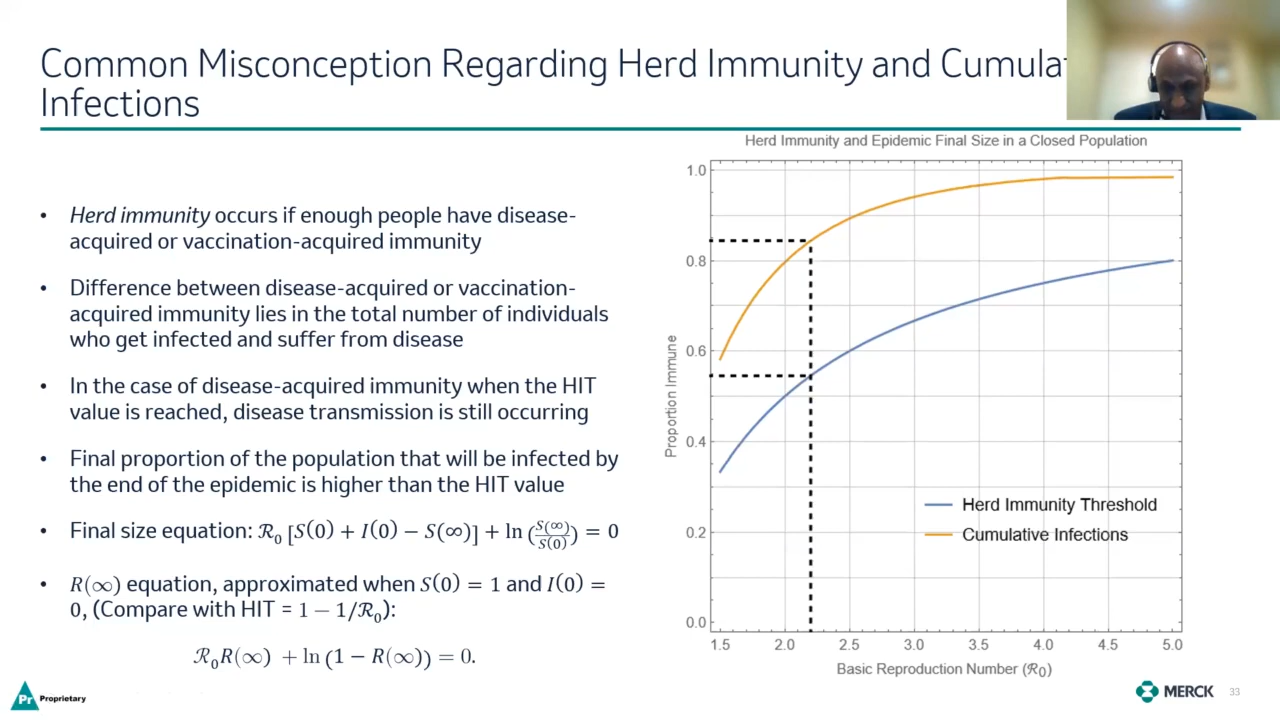 Common Misconception Regarding Herd Immunity and Cumulat
Infections
• Herd immunity occurs if enough people have disease-
acquired or vaccination-acquired immunity
• Difference between disease-acquired or vaccination-
acquired immunity lies in the total number of individuals
who get infected and suffer from disease
• In the case of disease-acquired immunity when the HIT
value is reached, disease transmission is still occurring
• Final proportion of the population that will be infected by
the end of the epidemic is higher than the HIT value
• Final size equation: ℛ₀ [S(0) + I(0) − S(∞)] + ln (S(∞)/S(0)) = 0
• R(∞) equation, approximated when S(0) = 1 and I(0) =
0, (Compare with HIT = 1 − 1/ℛ₀):
ℛ₀R(∞) + ln (1 − R(∞)) = 0.
Herd Immunity and Epidemic Final Size in a Closed Population
1.0
0.8
0.6
0.4
0.2
0.0
Proportion Immune
Herd Immunity Threshold
Cumulative Infections
1.5 2.0 2.5 3.0 3.5 4.0 4.5 5.0
Basic Reproduction Number (ℛ₀)
Pr Proprietary
MERCK 33